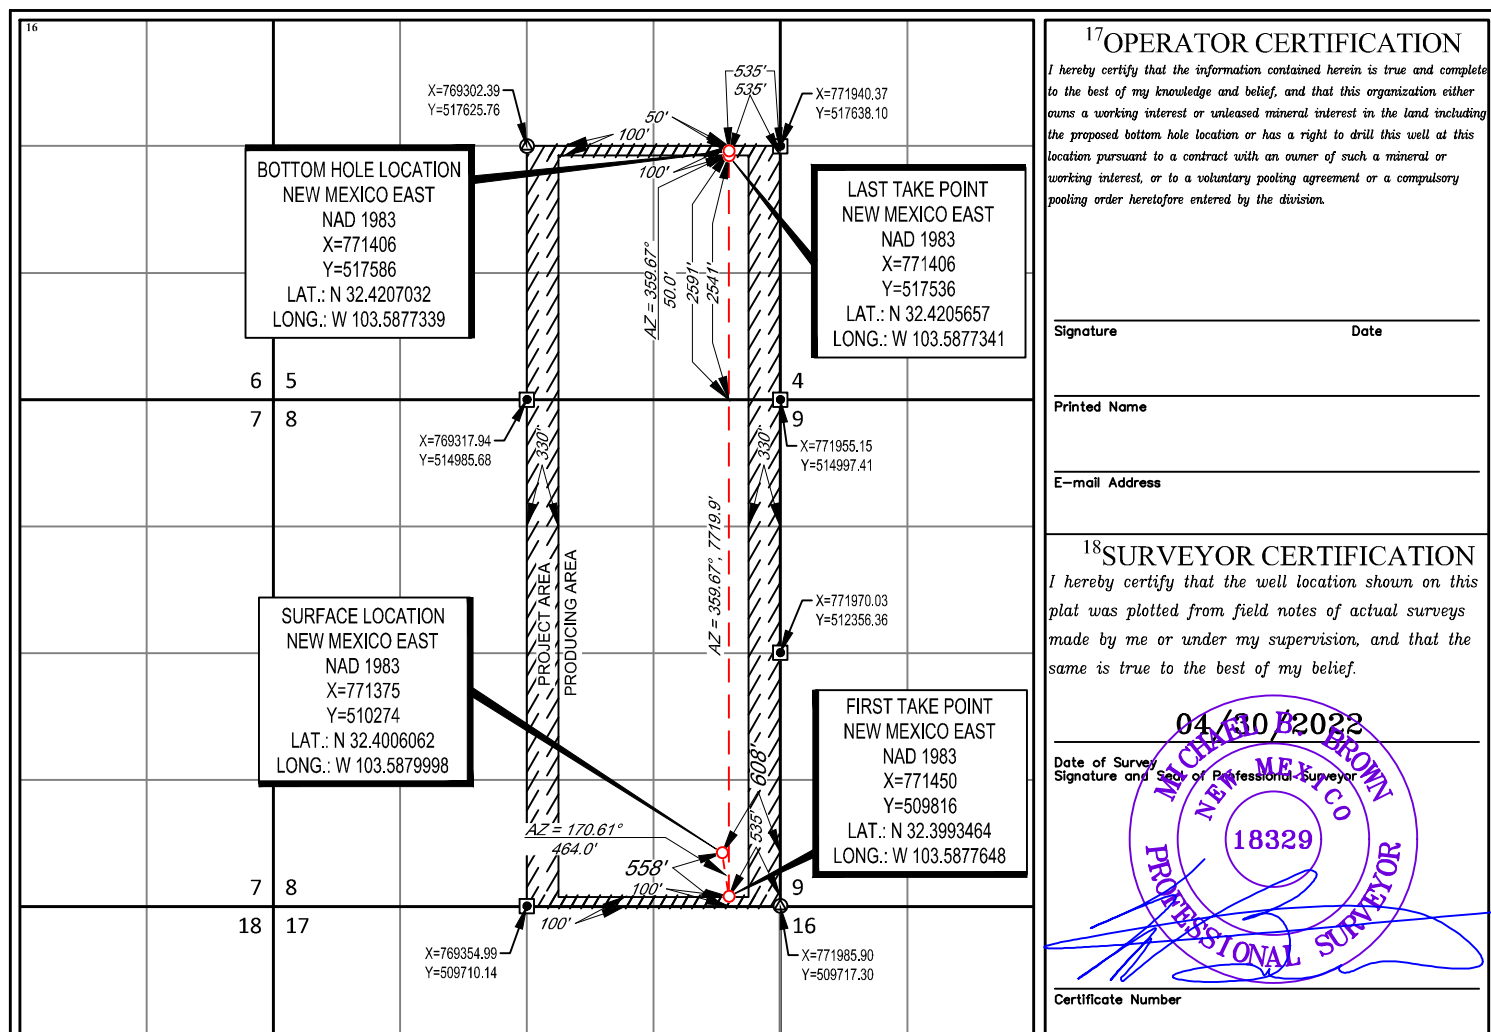 16
X=769302.39
Y=517625.76
535'
535'
X=771940.37
Y=517638.10
50'
100'
100'
BOTTOM HOLE LOCATION
NEW MEXICO EAST
NAD 1983
X=771406
Y=517586
LAT.: N 32.4207032
LONG.: W 103.5877339
LAST TAKE POINT
NEW MEXICO EAST
NAD 1983
X=771406
Y=517536
LAT.: N 32.4205657
LONG.: W 103.5877341
AZ = 359.67°
50.0'
2591'
2541'
6 5
4
7 8
9
X=769317.94
Y=514985.68
X=771955.15
Y=514997.41
330'
330'
AZ = 359.67°, 7719.9'
PROJECT AREA
PRODUCING AREA
X=771970.03
Y=512356.36
SURFACE LOCATION
NEW MEXICO EAST
NAD 1983
X=771375
Y=510274
LAT.: N 32.4006062
LONG.: W 103.5879998
FIRST TAKE POINT
NEW MEXICO EAST
NAD 1983
X=771450
Y=509816
LAT.: N 32.3993464
LONG.: W 103.5877648
608'
535'
AZ = 170.61°
464.0'
558'
100'
100'
7 8
9
18 17
16
X=769354.99
Y=509710.14
X=771985.90
Y=509717.30
17OPERATOR CERTIFICATION
I hereby certify that the information contained herein is true and complete
to the best of my knowledge and belief, and that this organization either
owns a working interest or unleased mineral interest in the land including
the proposed bottom hole location or has a right to drill this well at this
location pursuant to a contract with an owner of such a mineral or
working interest, or to a voluntary pooling agreement or a compulsory
pooling order heretofore entered by the division.
Signature Date
Printed Name
E-mail Address
18SURVEYOR CERTIFICATION
I hereby certify that the well location shown on this
plat was plotted from field notes of actual surveys
made by me or under my supervision, and that the
same is true to the best of my belief.
04/30/2022
Date of Survey
Signature and Seal of Professional Surveyor
MICHAEL B. BROWN
NEW MEXICO
18329
PROFESSIONAL SURVEYOR
Certificate Number